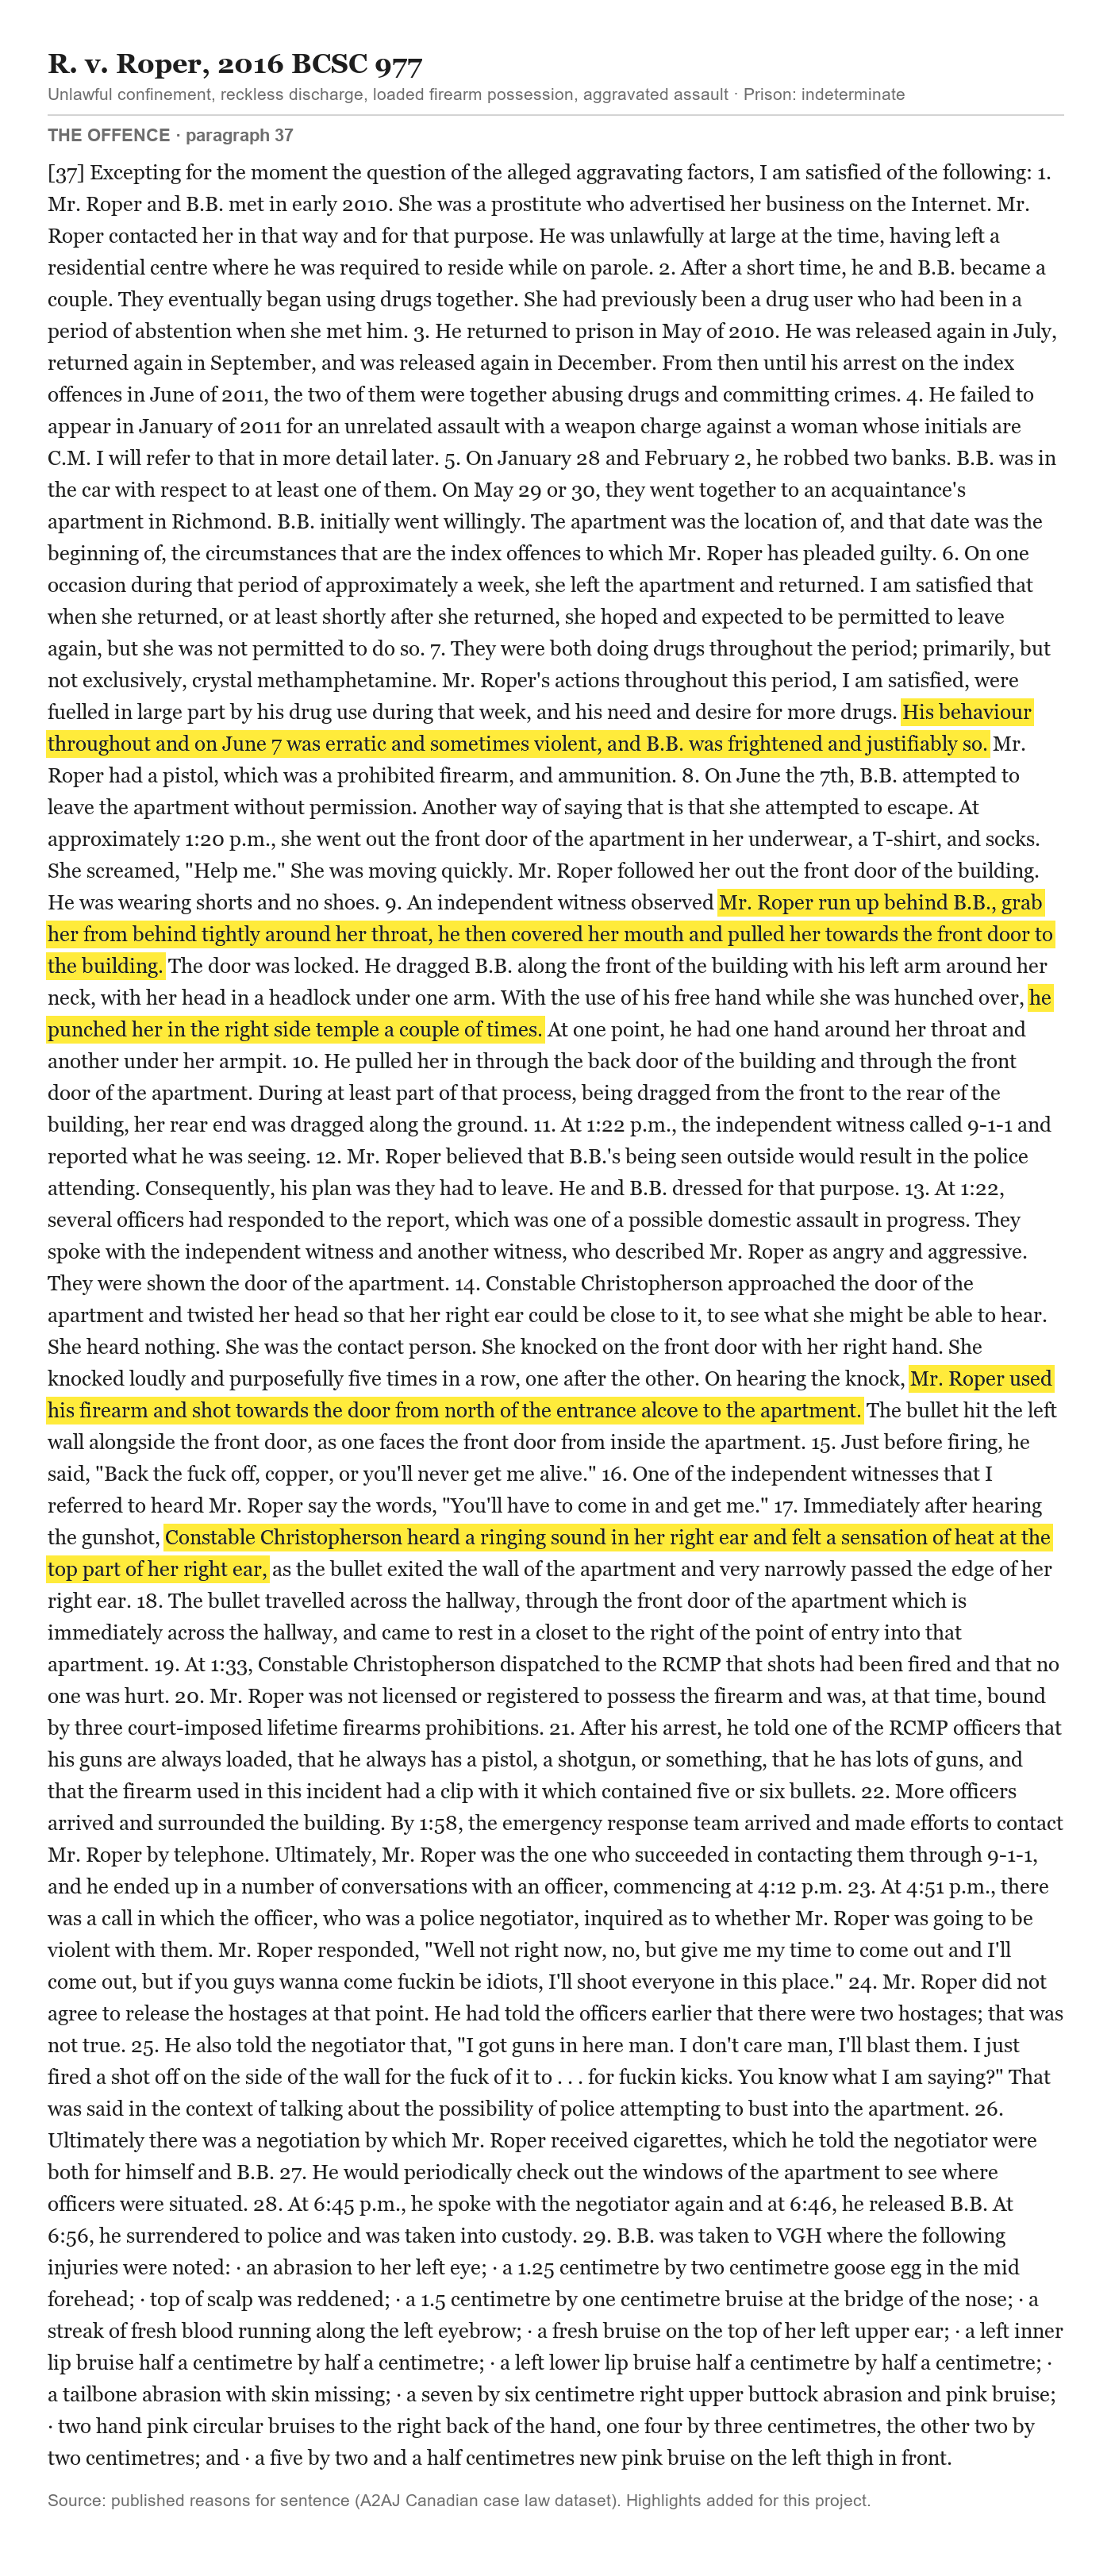 R. v. Roper, 2016 BCSC 977
Unlawful confinement, reckless discharge, loaded firearm possession, aggravated assault · Prison: indeterminate
THE OFFENCE · paragraph 37
[37] Excepting for the moment the question of the alleged aggravating factors, I am satisfied of the following: 1.
Mr. Roper and B.B. met in early 2010. She was a prostitute who advertised her business on the Internet. Mr.
Roper contacted her in that way and for that purpose. He was unlawfully at large at the time, having left a
residential centre where he was required to reside while on parole. 2. After a short time, he and B.B. became a
couple. They eventually began using drugs together. She had previously been a drug user who had been in a
period of abstention when she met him. 3. He returned to prison in May of 2010. He was released again in July,
returned again in September, and was released again in December. From then until his arrest on the index
offences in June of 2011, the two of them were together abusing drugs and committing crimes. 4. He failed to
appear in January of 2011 for an unrelated assault with a weapon charge against a woman whose initials are
C.M. I will refer to that in more detail later. 5. On January 28 and February 2, he robbed two banks. B.B. was in
the car with respect to at least one of them. On May 29 or 30, they went together to an acquaintance's
apartment in Richmond. B.B. initially went willingly. The apartment was the location of, and that date was the
beginning of, the circumstances that are the index offences to which Mr. Roper has pleaded guilty. 6. On one
occasion during that period of approximately a week, she left the apartment and returned. I am satisfied that
when she returned, or at least shortly after she returned, she hoped and expected to be permitted to leave
again, but she was not permitted to do so. 7. They were both doing drugs throughout the period; primarily, but
not exclusively, crystal methamphetamine. Mr. Roper's actions throughout this period, I am satisfied, were
fuelled in large part by his drug use during that week, and his need and desire for more drugs. His behaviour
throughout and on June 7 was erratic and sometimes violent, and B.B. was frightened and justifiably so. Mr.
Roper had a pistol, which was a prohibited firearm, and ammunition. 8. On June the 7th, B.B. attempted to
leave the apartment without permission. Another way of saying that is that she attempted to escape. At
approximately 1:20 p.m., she went out the front door of the apartment in her underwear, a T-shirt, and socks.
She screamed, "Help me." She was moving quickly. Mr. Roper followed her out the front door of the building.
He was wearing shorts and no shoes. 9. An independent witness observed Mr. Roper run up behind B.B., grab
her from behind tightly around her throat, he then covered her mouth and pulled her towards the front door to
the building. The door was locked. He dragged B.B. along the front of the building with his left arm around her
neck, with her head in a headlock under one arm. With the use of his free hand while she was hunched over, he
punched her in the right side temple a couple of times. At one point, he had one hand around her throat and
another under her armpit. 10. He pulled her in through the back door of the building and through the front
door of the apartment. During at least part of that process, being dragged from the front to the rear of the
building, her rear end was dragged along the ground. 11. At 1:22 p.m., the independent witness called 9-1-1 and
reported what he was seeing. 12. Mr. Roper believed that B.B.'s being seen outside would result in the police
attending. Consequently, his plan was they had to leave. He and B.B. dressed for that purpose. 13. At 1:22,
several officers had responded to the report, which was one of a possible domestic assault in progress. They
spoke with the independent witness and another witness, who described Mr. Roper as angry and aggressive.
They were shown the door of the apartment. 14. Constable Christopherson approached the door of the
apartment and twisted her head so that her right ear could be close to it, to see what she might be able to hear.
She heard nothing. She was the contact person. She knocked on the front door with her right hand. She
knocked loudly and purposefully five times in a row, one after the other. On hearing the knock, Mr. Roper used
his firearm and shot towards the door from north of the entrance alcove to the apartment. The bullet hit the left
wall alongside the front door, as one faces the front door from inside the apartment. 15. Just before firing, he
said, "Back the fuck off, copper, or you'll never get me alive." 16. One of the independent witnesses that I
referred to heard Mr. Roper say the words, "You'll have to come in and get me." 17. Immediately after hearing
the gunshot, Constable Christopherson heard a ringing sound in her right ear and felt a sensation of heat at the
top part of her right ear, as the bullet exited the wall of the apartment and very narrowly passed the edge of her
right ear. 18. The bullet travelled across the hallway, through the front door of the apartment which is
immediately across the hallway, and came to rest in a closet to the right of the point of entry into that
apartment. 19. At 1:33, Constable Christopherson dispatched to the RCMP that shots had been fired and that no
one was hurt. 20. Mr. Roper was not licensed or registered to possess the firearm and was, at that time, bound
by three court-imposed lifetime firearms prohibitions. 21. After his arrest, he told one of the RCMP officers that
his guns are always loaded, that he always has a pistol, a shotgun, or something, that he has lots of guns, and
that the firearm used in this incident had a clip with it which contained five or six bullets. 22. More officers
arrived and surrounded the building. By 1:58, the emergency response team arrived and made efforts to contact
Mr. Roper by telephone. Ultimately, Mr. Roper was the one who succeeded in contacting them through 9-1-1,
and he ended up in a number of conversations with an officer, commencing at 4:12 p.m. 23. At 4:51 p.m., there
was a call in which the officer, who was a police negotiator, inquired as to whether Mr. Roper was going to be
violent with them. Mr. Roper responded, "Well not right now, no, but give me my time to come out and I'll
come out, but if you guys wanna come fuckin be idiots, I'll shoot everyone in this place." 24. Mr. Roper did not
agree to release the hostages at that point. He had told the officers earlier that there were two hostages; that was
not true. 25. He also told the negotiator that, "I got guns in here man. I don't care man, I'll blast them. I just
fired a shot off on the side of the wall for the fuck of it to . . . for fuckin kicks. You know what I am saying?" That
was said in the context of talking about the possibility of police attempting to bust into the apartment. 26.
Ultimately there was a negotiation by which Mr. Roper received cigarettes, which he told the negotiator were
both for himself and B.B. 27. He would periodically check out the windows of the apartment to see where
officers were situated. 28. At 6:45 p.m., he spoke with the negotiator again and at 6:46, he released B.B. At
6:56, he surrendered to police and was taken into custody. 29. B.B. was taken to VGH where the following
injuries were noted: · an abrasion to her left eye; · a 1.25 centimetre by two centimetre goose egg in the mid
forehead; · top of scalp was reddened; · a 1.5 centimetre by one centimetre bruise at the bridge of the nose; · a
streak of fresh blood running along the left eyebrow; · a fresh bruise on the top of her left upper ear; · a left inner
lip bruise half a centimetre by half a centimetre; · a left lower lip bruise half a centimetre by half a centimetre; ·
a tailbone abrasion with skin missing; · a seven by six centimetre right upper buttock abrasion and pink bruise;
· two hand pink circular bruises to the right back of the hand, one four by three centimetres, the other two by
two centimetres; and · a five by two and a half centimetres new pink bruise on the left thigh in front.
Source: published reasons for sentence (A2AJ Canadian case law dataset). Highlights added for this project.